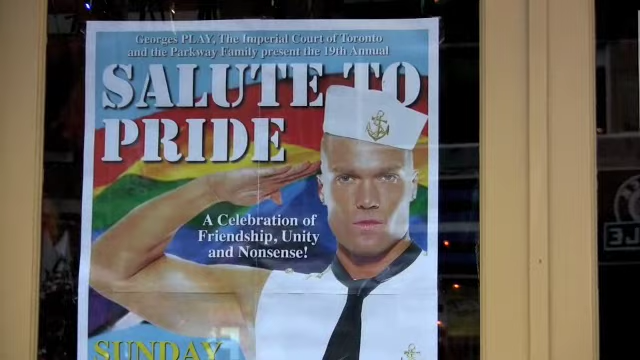 Georges PLAY, The Imperial Court of Toronto
and the Parkway Family present the 19th Annual
SALUTE TO
PRIDE
A Celebration of
Friendship, Unity
and Nonsense!
SUNDAY